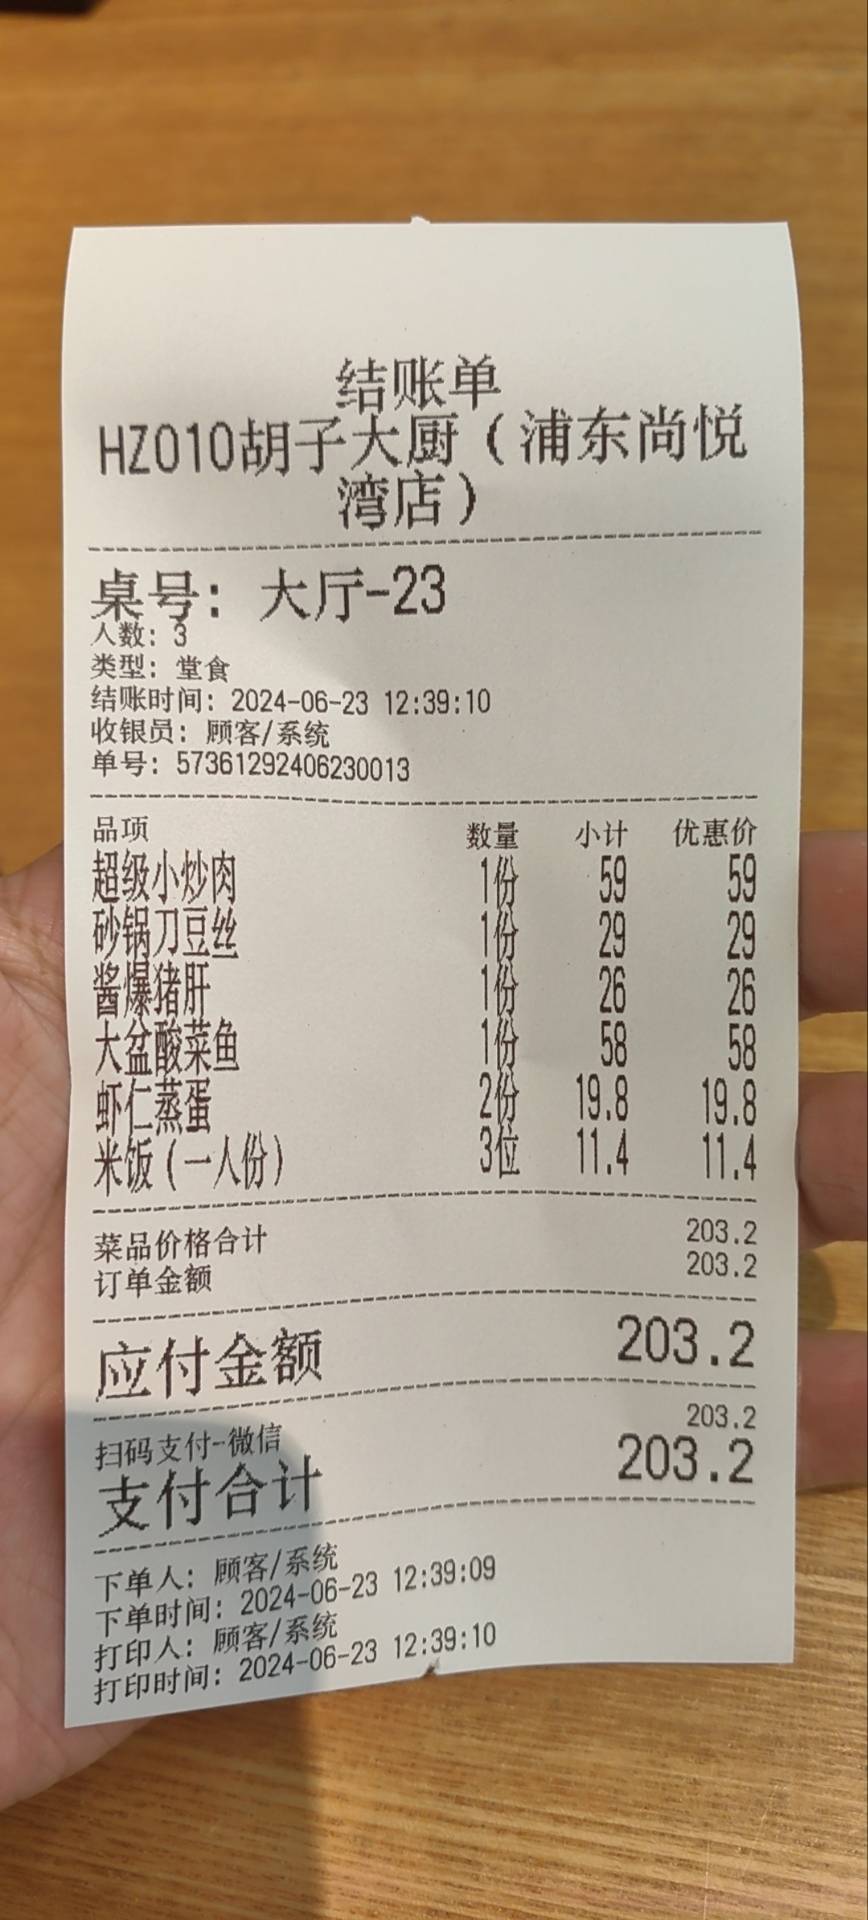 结账单
HZ010胡子大厨（浦东尚悦
湾店）
桌号：大厅-23
人数：3
类型：堂食
结账时间：2024-06-23 12:39:10
收银员：顾客/系统
单号：57361292406230013
品项 数量 小计 优惠价
超级小炒肉 1份 59 59
砂锅刀豆丝 1份 29 29
酱爆猪肝 1份 26 26
大盆酸菜鱼 1份 58 58
虾仁蒸蛋 2份 19.8 19.8
米饭（一人份） 3位 11.4 11.4
菜品价格合计 203.2
订单金额 203.2
应付金额 203.2
扫码支付-微信 203.2
支付合计 203.2
下单人：顾客/系统
下单时间：2024-06-23 12:39:09
打印人：顾客/系统
打印时间：2024-06-23 12:39:10